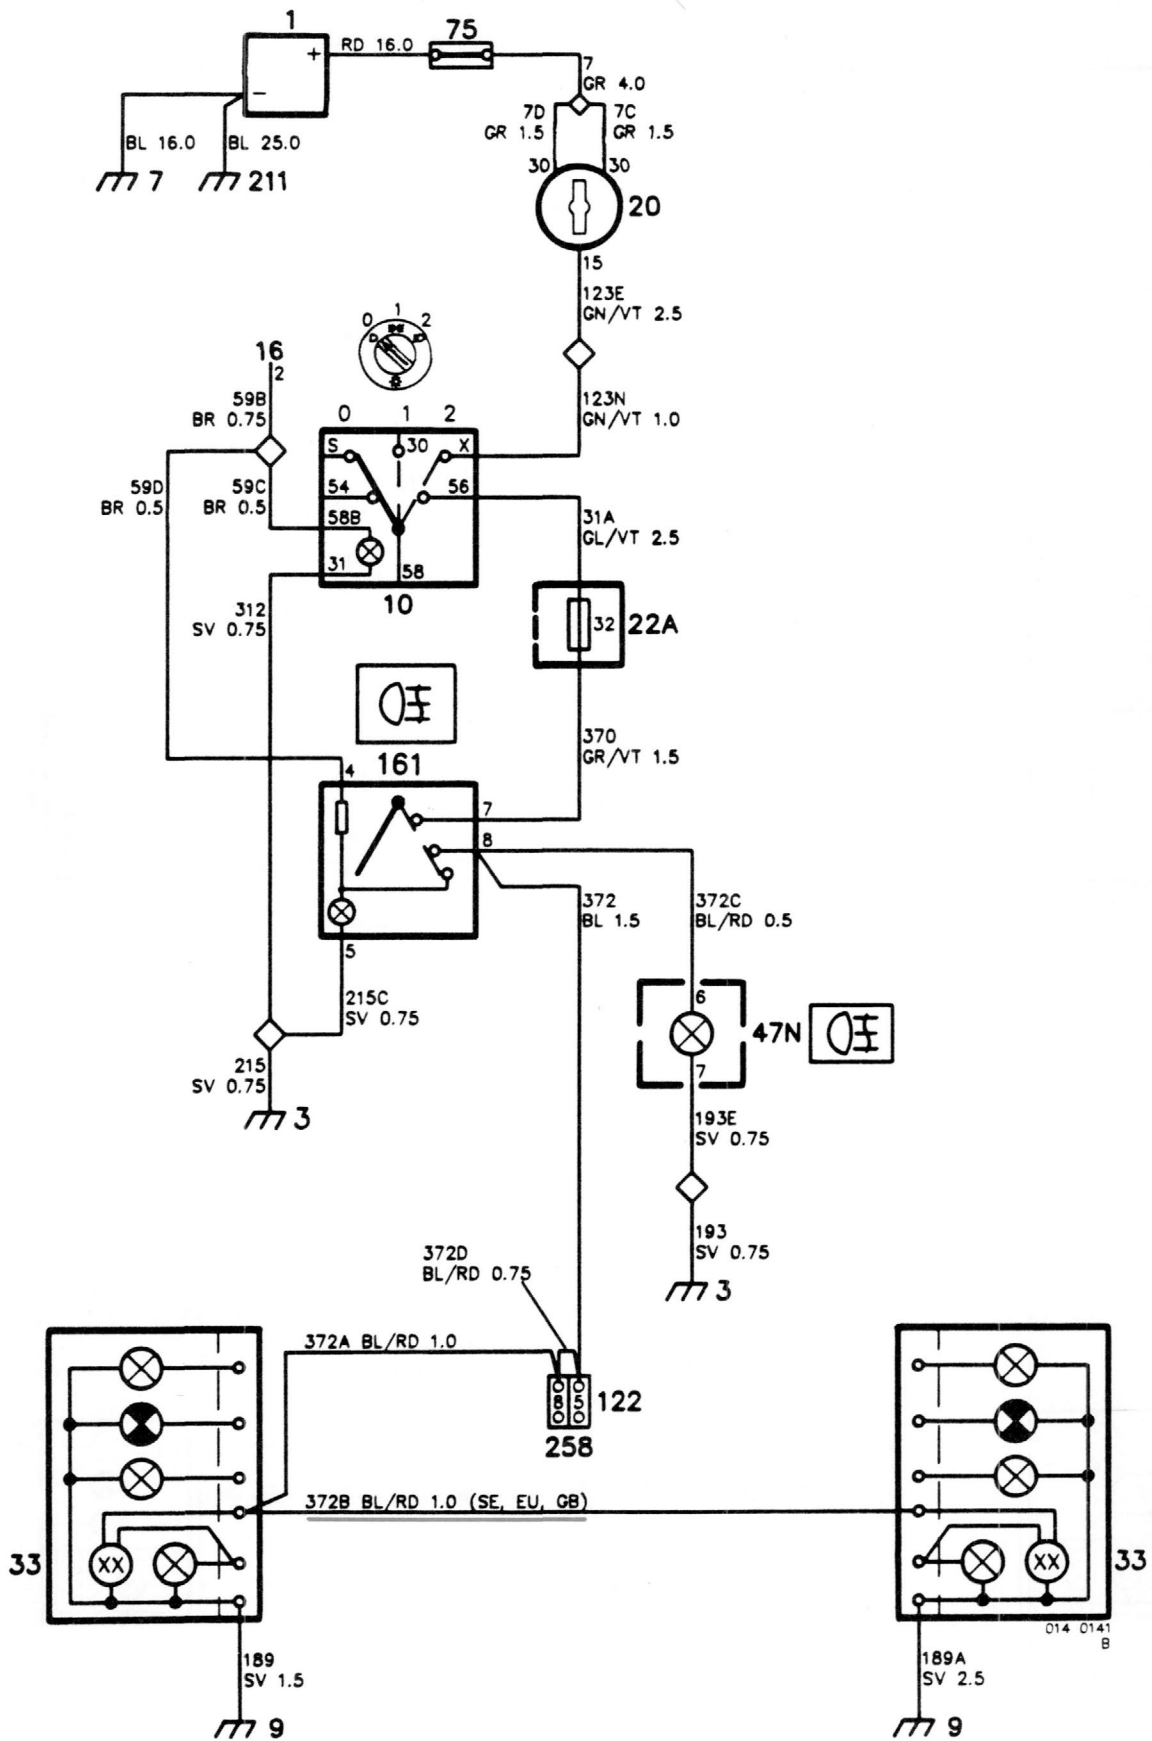 1
+
−
RD 16.0
75
7
GR 4.0
7D
GR 1.5
7C
GR 1.5
30
30
20
BL 16.0
BL 25.0
7
211
15
123E
GN/VT 2.5
0
1
2
16
2
59B
BR 0.75
123N
GN/VT 1.0
0
1
2
S
30
X
59D
BR 0.5
59C
BR 0.5
54
56
58B
31
58
10
31A
GL/VT 2.5
312
SV 0.75
32
22A
370
GR/VT 1.5
161
4
7
8
372
BL 1.5
372C
BL/RD 0.5
5
215C
SV 0.75
6
47N
7
215
SV 0.75
3
193E
SV 0.75
193
SV 0.75
3
372D
BL/RD 0.75
372A BL/RD 1.0
8
5
122
258
372B BL/RD 1.0 (SE, EU, GB)
33
XX
XX
33
014 0141
B
189
SV 1.5
189A
SV 2.5
9
9